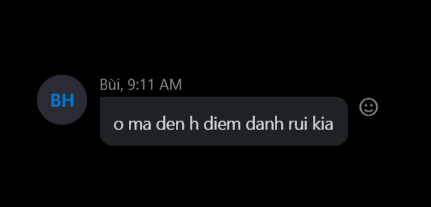 Bùi, 9:11 AM
BH
o ma den h diem danh rui kia